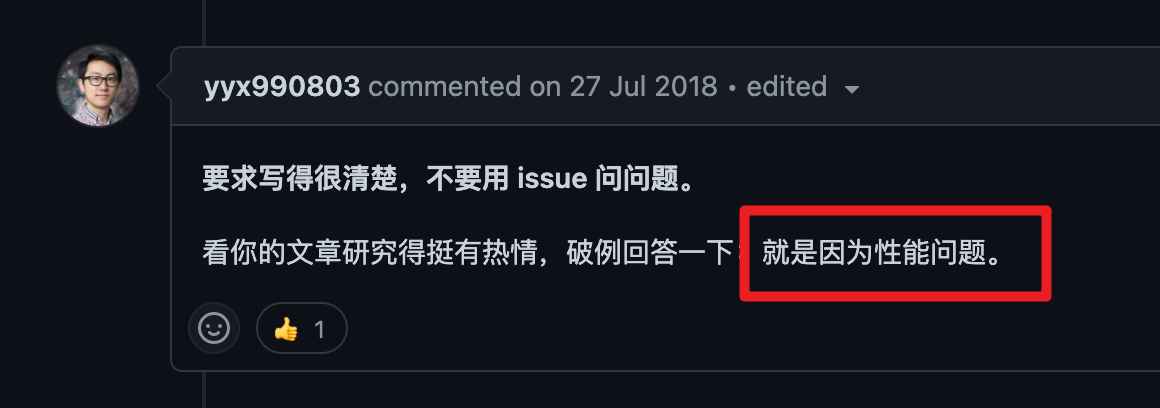 yyx990803 commented on 27 Jul 2018 • edited
要求写得很清楚，不要用 issue 问问题。
看你的文章研究得挺有热情，破例回答一下：就是因为性能问题。
👍 1